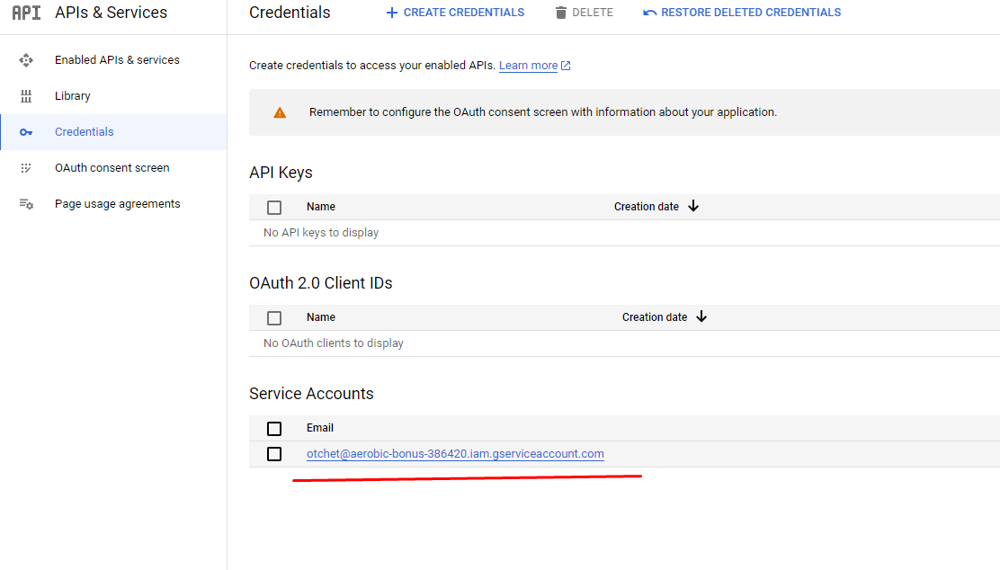 API APIs & Services
Credentials
CREATE CREDENTIALS
DELETE
RESTORE DELETED CREDENTIALS
Enabled APIs & services
Library
Credentials
OAuth consent screen
Page usage agreements
Create credentials to access your enabled APIs. Learn more
Remember to configure the OAuth consent screen with information about your application.
API Keys
Name Creation date
No API keys to display
OAuth 2.0 Client IDs
Name Creation date
No OAuth clients to display
Service Accounts
Email
otchet@aerobic-bonus-386420.iam.gserviceaccount.com